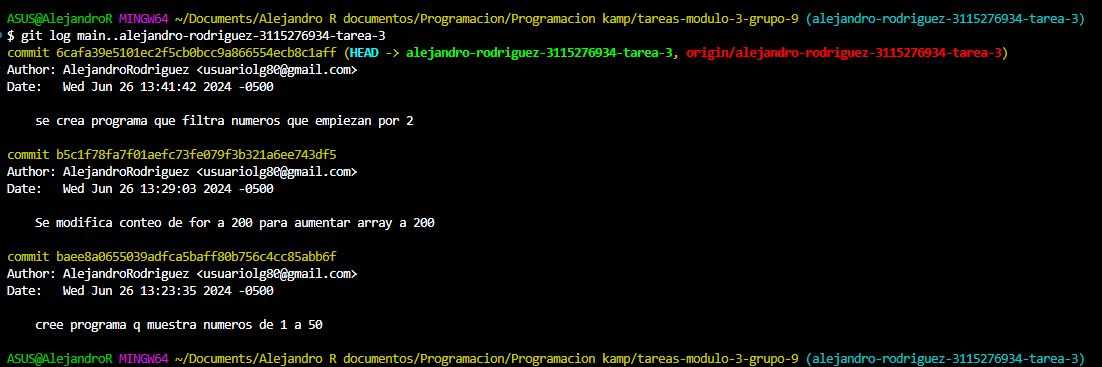 ASUS@AlejandroR MINGW64 ~/Documents/Alejandro R documentos/Programacion/Programacion kamp/tareas-modulo-3-grupo-9 (alejandro-rodriguez-3115276934-tarea-3)
$ git log main..alejandro-rodriguez-3115276934-tarea-3
commit 6cafa39e5101ec2f5cb0bcc9a866554ecb8c1aff (HEAD -> alejandro-rodriguez-3115276934-tarea-3, origin/alejandro-rodriguez-3115276934-tarea-3)
Author: AlejandroRodriguez <usuariolg80@gmail.com>
Date:   Wed Jun 26 13:41:42 2024 -0500

    se crea programa que filtra numeros que empiezan por 2

commit b5c1f78fa7f01aefc73fe079f3b321a6ee743df5
Author: AlejandroRodriguez <usuariolg80@gmail.com>
Date:   Wed Jun 26 13:29:03 2024 -0500

    Se modifica conteo de for a 200 para aumentar array a 200

commit baee8a0655039adfca5baff80b756c4cc85abb6f
Author: AlejandroRodriguez <usuariolg80@gmail.com>
Date:   Wed Jun 26 13:23:35 2024 -0500

    cree programa q muestra numeros de 1 a 50

ASUS@AlejandroR MINGW64 ~/Documents/Alejandro R documentos/Programacion/Programacion kamp/tareas-modulo-3-grupo-9 (alejandro-rodriguez-3115276934-tarea-3)